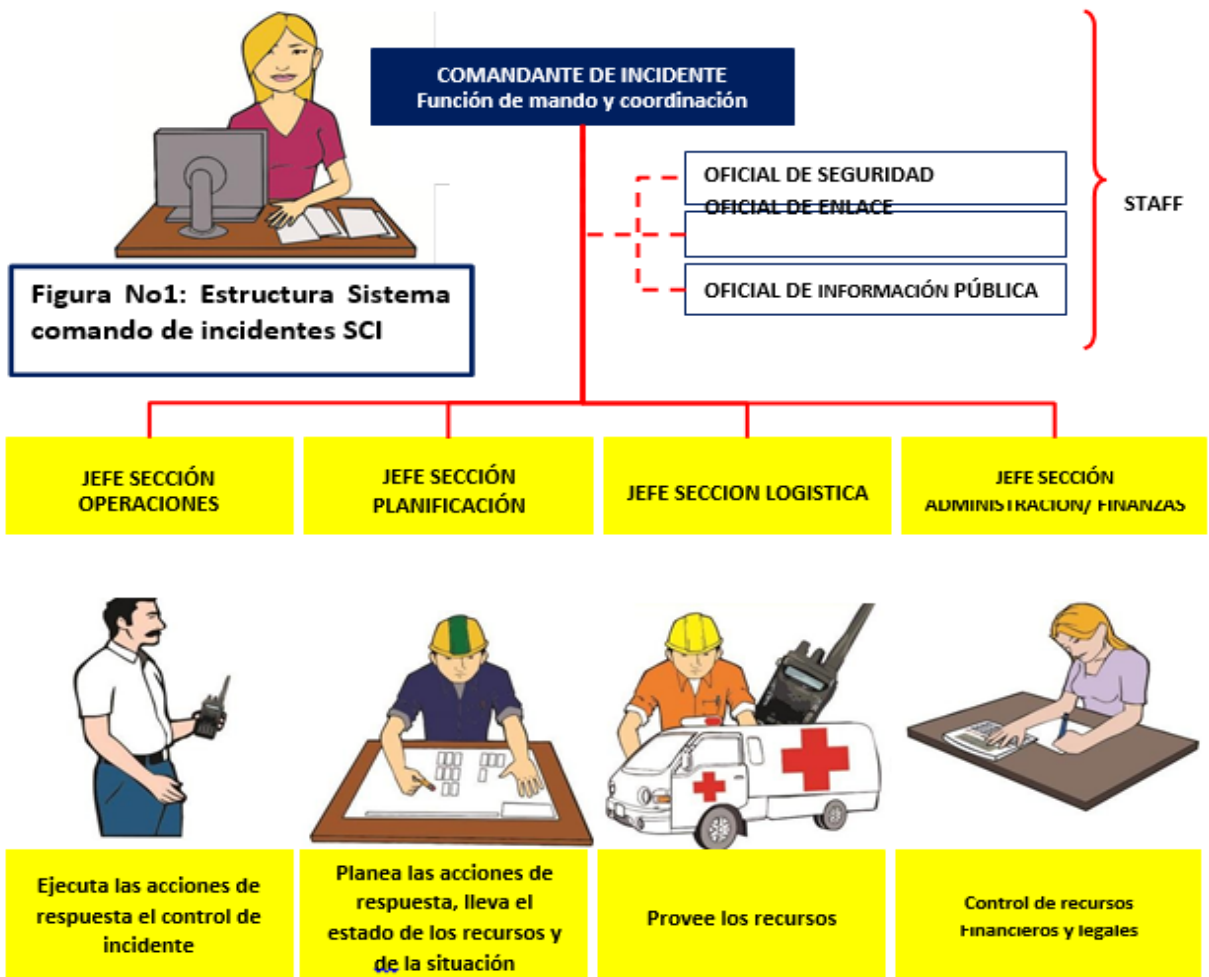 COMANDANTE DE INCIDENTE
Función de mando y coordinación
OFICIAL DE SEGURIDAD
OFICIAL DE ENLACE
OFICIAL DE INFORMACIÓN PÚBLICA
STAFF
Figura No1: Estructura Sistema
comando de incidentes SCI
JEFE SECCIÓN
OPERACIONES
JEFE SECCIÓN
PLANIFICACIÓN
JEFE SECCION LOGISTICA
JEFE SECCIÓN
ADMINISTRACION/ FINANZAS
Ejecuta las acciones de
respuesta el control de
incidente
Planea las acciones de
respuesta, lleva el
estado de los recursos y
de la situación
Provee los recursos
Control de recursos
Financieros y legales